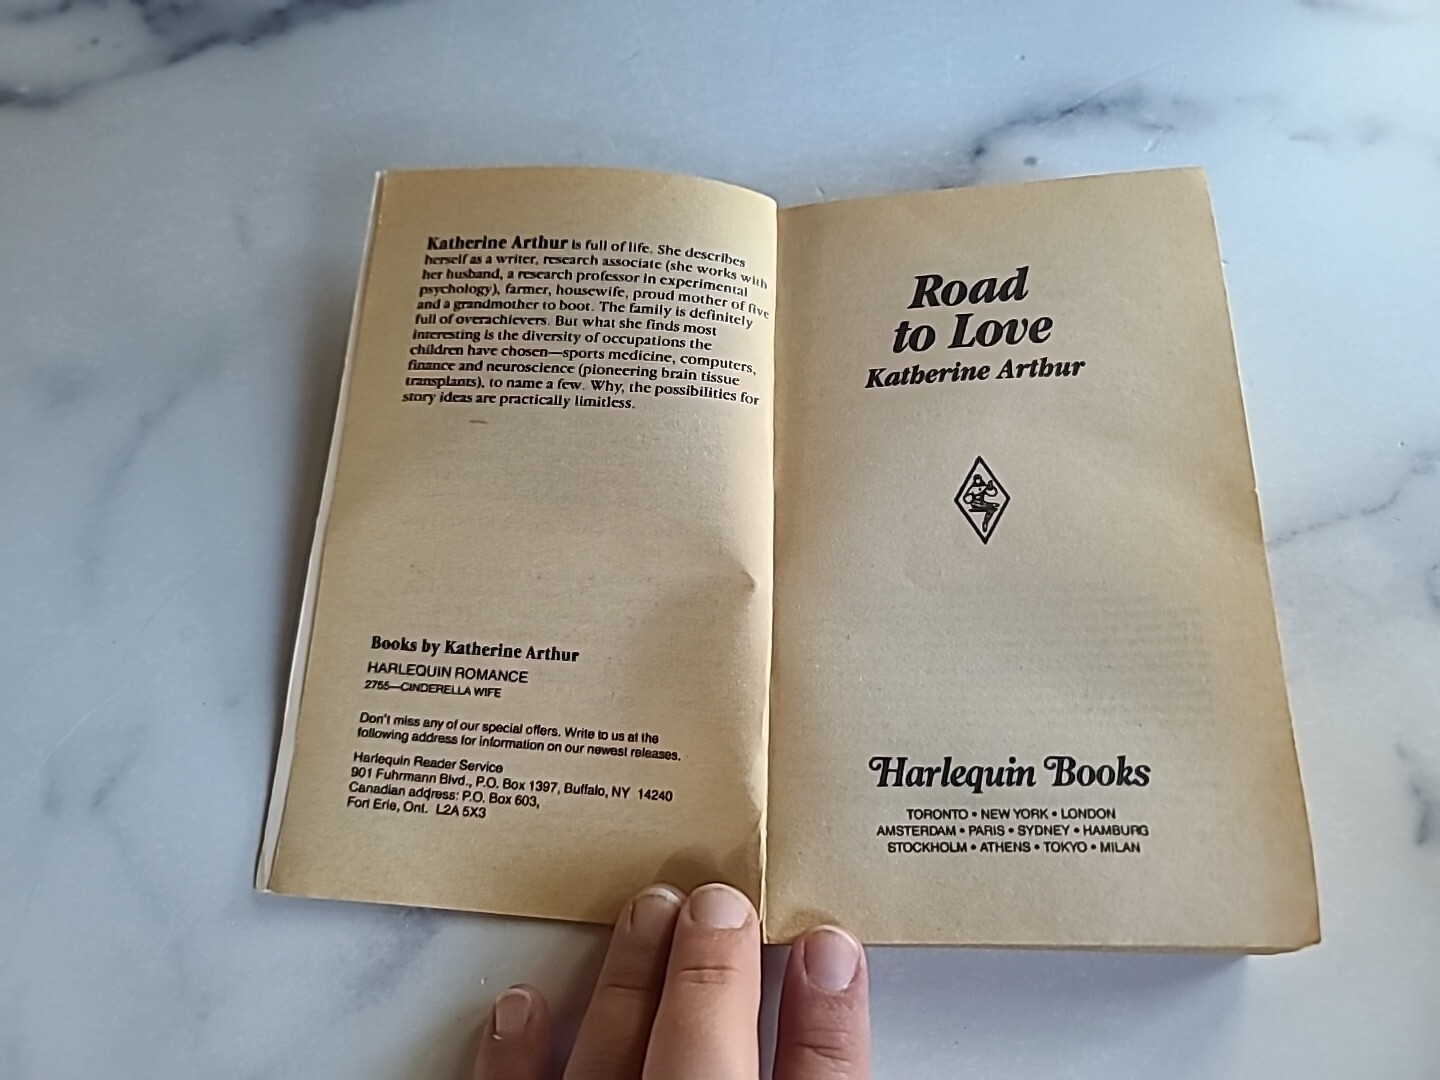 Katherine Arthur is full of life. She describes
herself as a writer, research associate (she works with
her husband, a research professor in experimental
psychology), farmer, housewife, proud mother of five
and a grandmother to boot. The family is definitely
full of overachievers. But what she finds most
interesting is the diversity of occupations the
children have chosen—sports medicine, computers,
finance and neuroscience (pioneering brain tissue
transplants), to name a few. Why, the possibilities for
story ideas are practically limitless.
Books by Katherine Arthur
HARLEQUIN ROMANCE
2755—CINDERELLA WIFE
Don't miss any of our special offers. Write to us at the
following address for information on our newest releases.
Harlequin Reader Service
901 Fuhrmann Blvd., P.O. Box 1397, Buffalo, NY 14240
Canadian address: P.O. Box 603,
Fort Erie, Ont. L2A 5X3
Road
to Love
Katherine Arthur
Harlequin Books
TORONTO • NEW YORK • LONDON
AMSTERDAM • PARIS • SYDNEY • HAMBURG
STOCKHOLM • ATHENS • TOKYO • MILAN